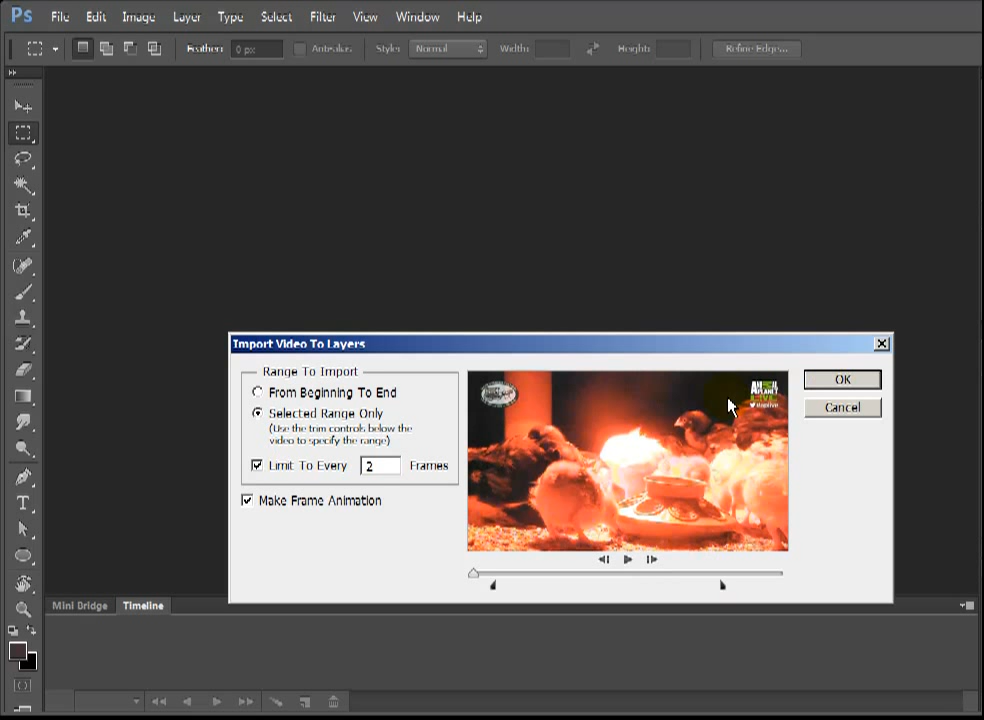 Ps File Edit Image Layer Type Select Filter View Window Help
Feather: 0 px Anti-alias Style: Normal Width: Height: Refine Edge...
Import Video To Layers
Range To Import
From Beginning To End
Selected Range Only
(Use the trim controls below the
video to specify the range)
Limit To Every 2 Frames
Make Frame Animation
ANIMAL
PLANET
LIVE
OK
Cancel
Mini Bridge Timeline